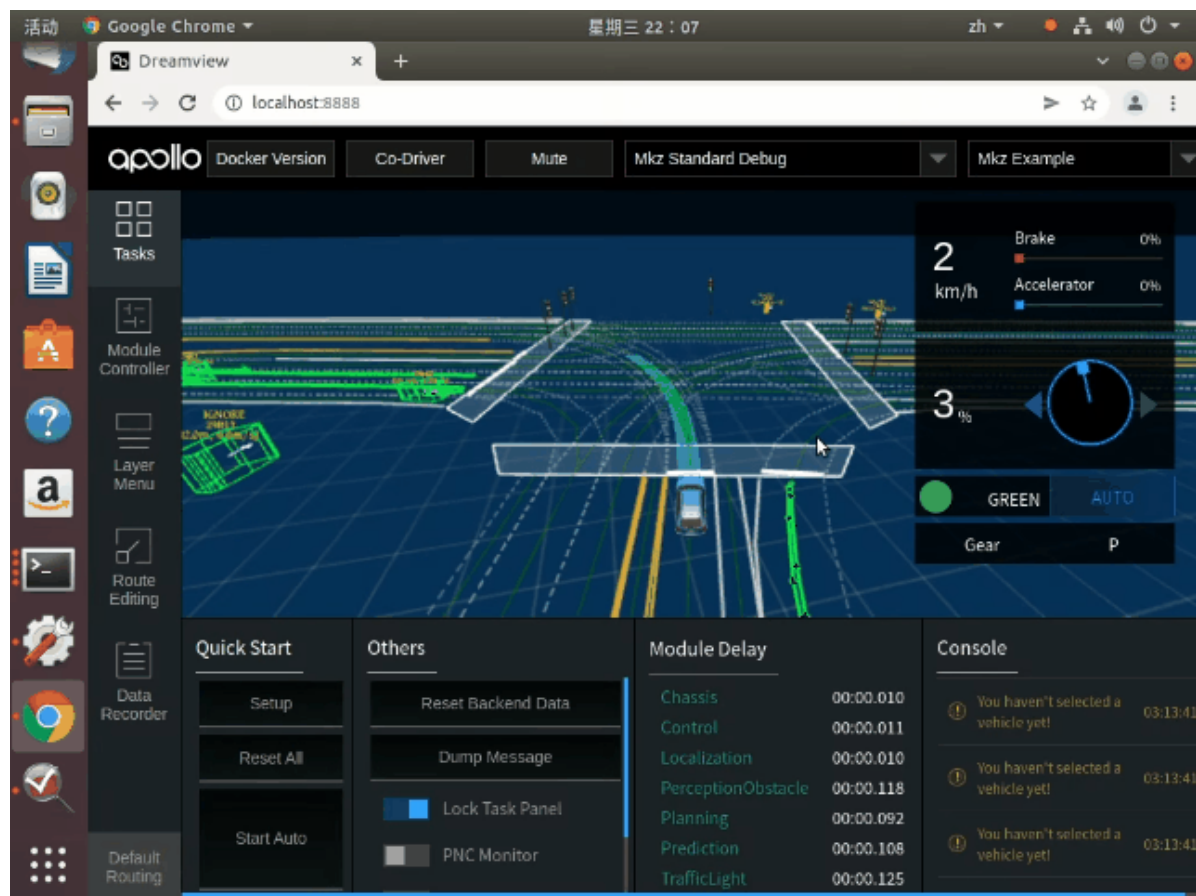 活动
Google Chrome
星期三 22：07
zh
Dreamview
localhost:8888
apollo
Docker Version
Co-Driver
Mute
Mkz Standard Debug
Mkz Example
Tasks
Module
Controller
Layer
Menu
Route
Editing
Data
Recorder
Default
Routing
2
km/h
Brake
0%
Accelerator
0%
3 %
GREEN
AUTO
Gear
P
Quick Start
Setup
Reset All
Start Auto
Others
Reset Backend Data
Dump Message
Lock Task Panel
PNC Monitor
Module Delay
Chassis 00:00.010
Control 00:00.011
Localization 00:00.010
PerceptionObstacle 00:00.118
Planning 00:00.092
Prediction 00:00.108
TrafficLight 00:00.125
Console
You haven't selected a
vehicle yet!
03:13:41
You haven't selected a
vehicle yet!
03:13:41
You haven't selected a
vehicle yet!
03:13:41